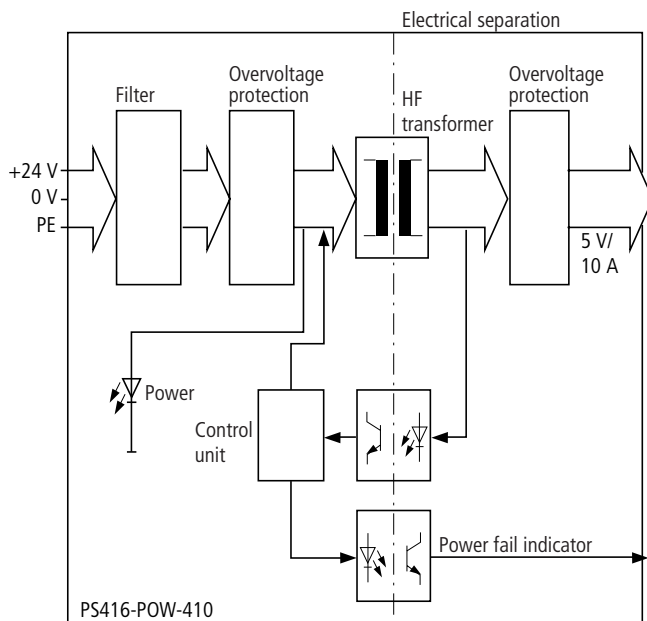 Electrical separation
Overvoltage
protection
Overvoltage
protection
Filter
HF
transformer
+24 V
0 V
PE
5 V/
10 A
Power
Control
unit
Power fail indicator
PS416-POW-410